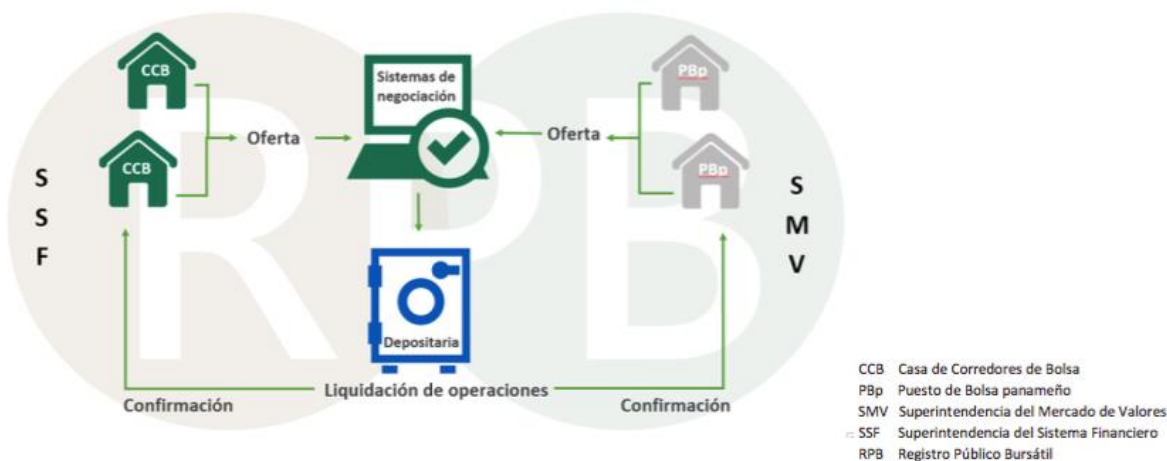 CCB
CCB
Oferta
Sistemas de
negociación
Oferta
PBp
PBp
S
S
F
S
M
V
RPB
Depositaria
Liquidación de operaciones
Confirmación
Confirmación
CCB Casa de Corredores de Bolsa
PBp Puesto de Bolsa panameño
SMV Superintendencia del Mercado de Valores
SSF Superintendencia del Sistema Financiero
RPB Registro Público Bursátil